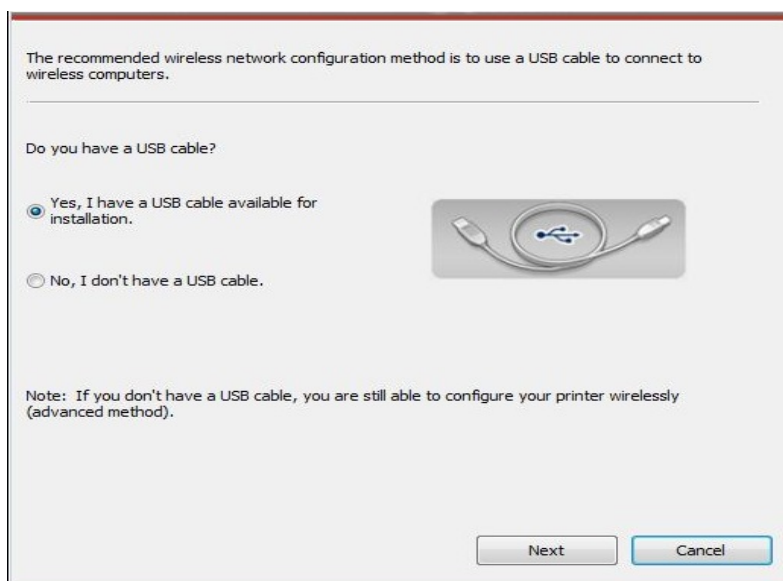 The recommended wireless network configuration method is to use a USB cable to connect to
wireless computers.
Do you have a USB cable?
Yes, I have a USB cable available for
installation.
No, I don't have a USB cable.
Note:  If you don't have a USB cable, you are still able to configure your printer wirelessly
(advanced method).
Next
Cancel